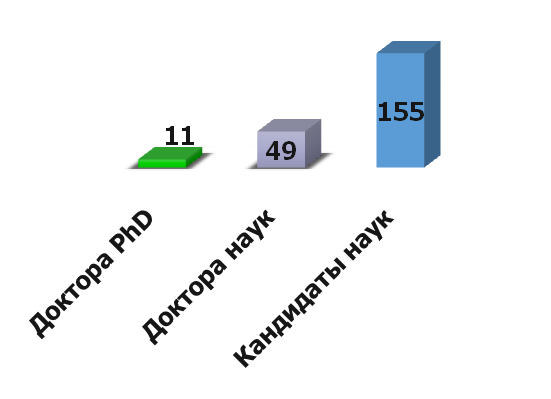 11
49
155
Доктора PhD
Доктора наук
Кандидаты наук